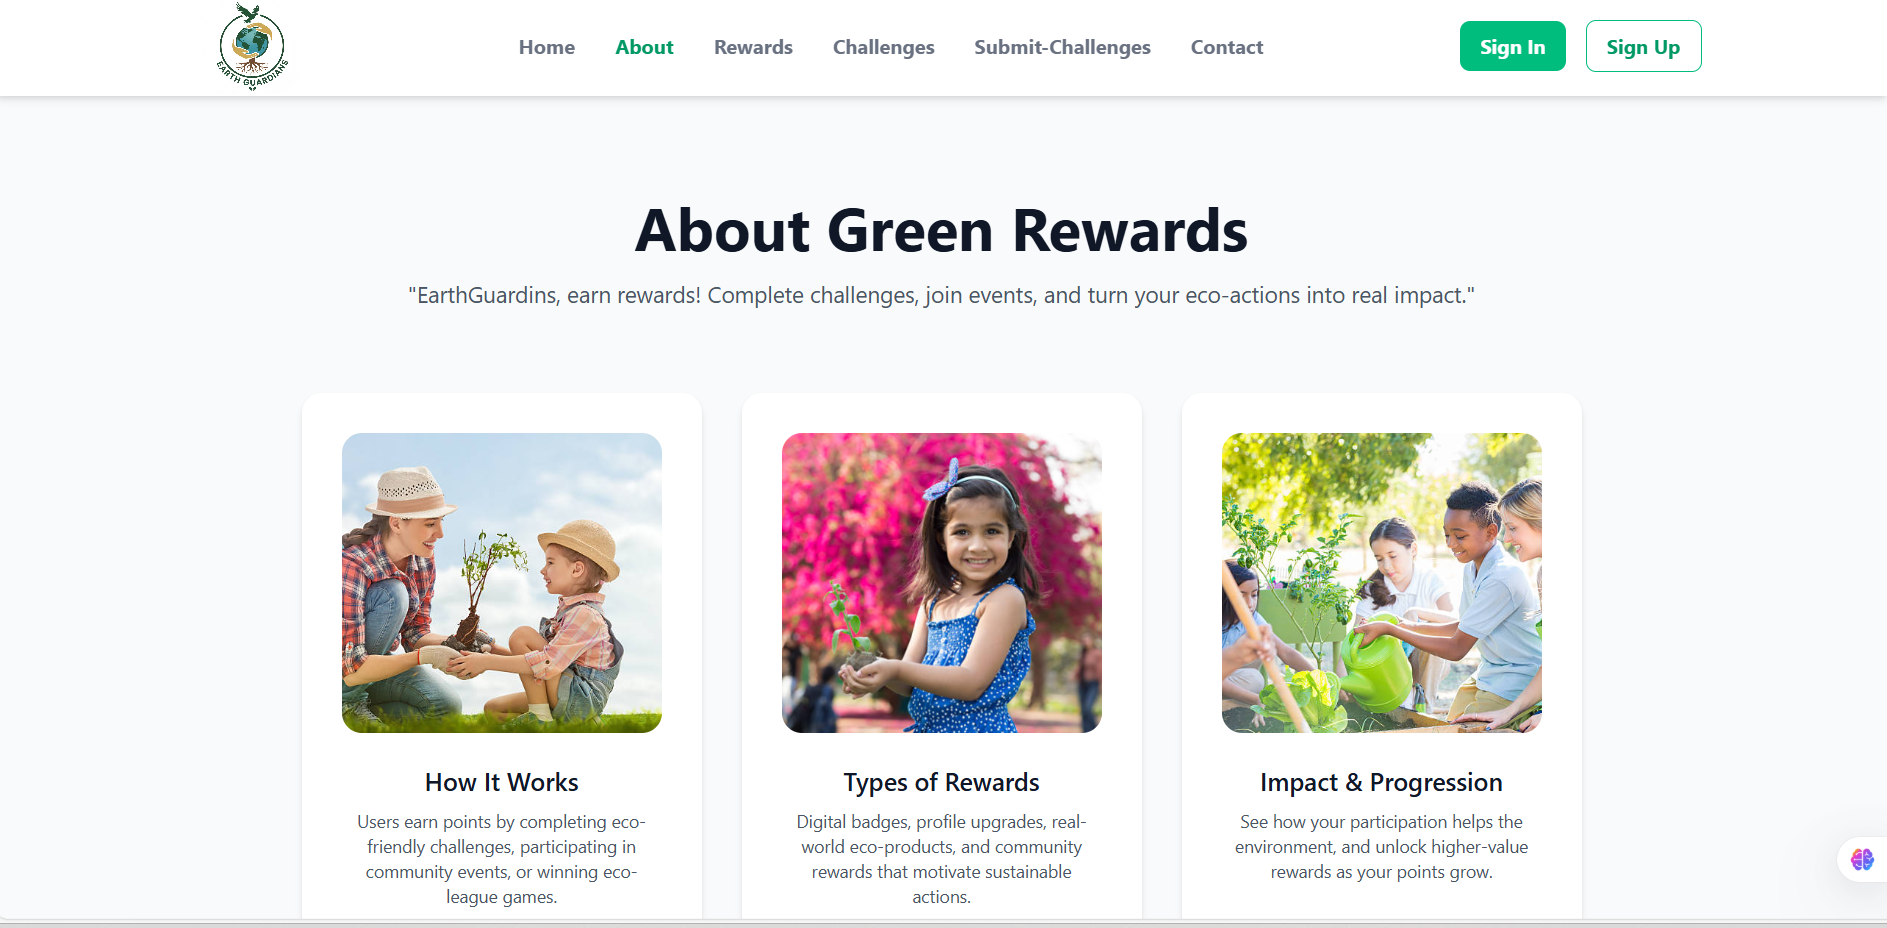 EARTH GUARDIANS
Home
About
Rewards
Challenges
Submit-Challenges
Contact
Sign In
Sign Up
About Green Rewards
"EarthGuardins, earn rewards! Complete challenges, join events, and turn your eco-actions into real impact."
How It Works
Users earn points by completing eco-
friendly challenges, participating in
community events, or winning eco-
league games.
Types of Rewards
Digital badges, profile upgrades, real-
world eco-products, and community
rewards that motivate sustainable
actions.
Impact & Progression
See how your participation helps the
environment, and unlock higher-value
rewards as your points grow.